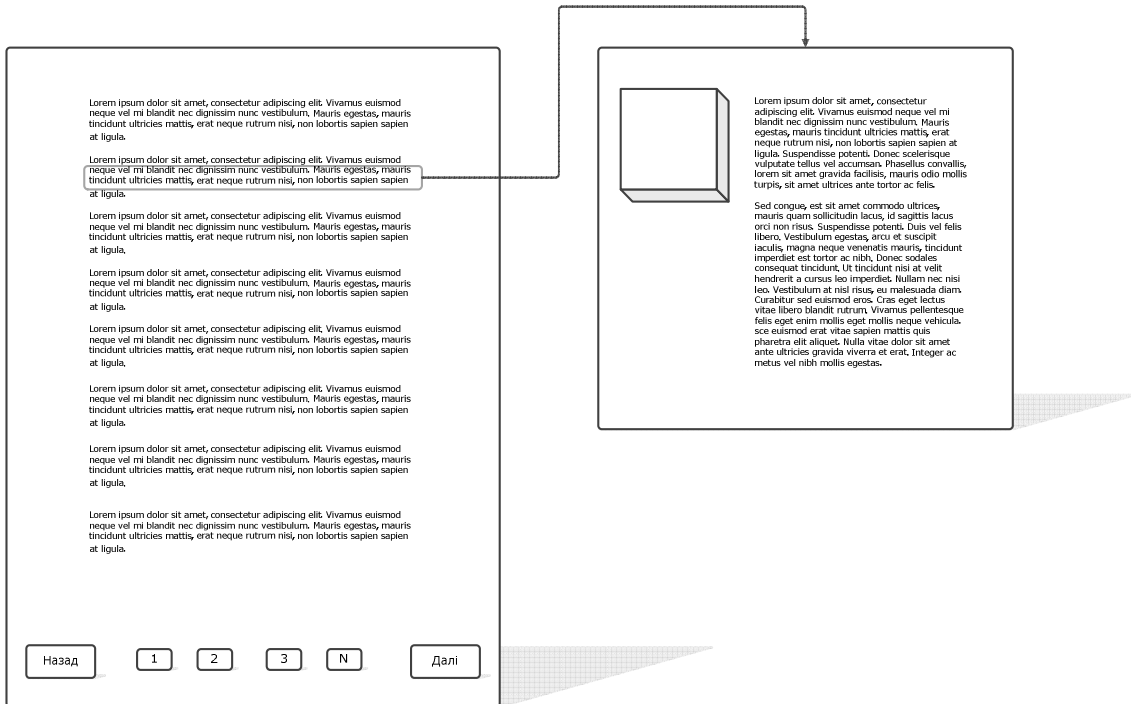 Lorem ipsum dolor sit amet, consectetur adipiscing elit. Vivamus euismod
neque vel mi blandit nec dignissim nunc vestibulum. Mauris egestas, mauris
tincidunt ultricies mattis, erat neque rutrum nisi, non lobortis sapien sapien
at ligula.
Lorem ipsum dolor sit amet, consectetur adipiscing elit. Vivamus euismod
neque vel mi blandit nec dignissim nunc vestibulum. Mauris egestas, mauris
tincidunt ultricies mattis, erat neque rutrum nisi, non lobortis sapien sapien
at ligula.
Lorem ipsum dolor sit amet, consectetur adipiscing elit. Vivamus euismod
neque vel mi blandit nec dignissim nunc vestibulum. Mauris egestas, mauris
tincidunt ultricies mattis, erat neque rutrum nisi, non lobortis sapien sapien
at ligula.
Lorem ipsum dolor sit amet, consectetur adipiscing elit. Vivamus euismod
neque vel mi blandit nec dignissim nunc vestibulum. Mauris egestas, mauris
tincidunt ultricies mattis, erat neque rutrum nisi, non lobortis sapien sapien
at ligula.
Lorem ipsum dolor sit amet, consectetur adipiscing elit. Vivamus euismod
neque vel mi blandit nec dignissim nunc vestibulum. Mauris egestas, mauris
tincidunt ultricies mattis, erat neque rutrum nisi, non lobortis sapien sapien
at ligula.
Lorem ipsum dolor sit amet, consectetur adipiscing elit. Vivamus euismod
neque vel mi blandit nec dignissim nunc vestibulum. Mauris egestas, mauris
tincidunt ultricies mattis, erat neque rutrum nisi, non lobortis sapien sapien
at ligula.
Lorem ipsum dolor sit amet, consectetur adipiscing elit. Vivamus euismod
neque vel mi blandit nec dignissim nunc vestibulum. Mauris egestas, mauris
tincidunt ultricies mattis, erat neque rutrum nisi, non lobortis sapien sapien
at ligula.
Lorem ipsum dolor sit amet, consectetur adipiscing elit. Vivamus euismod
neque vel mi blandit nec dignissim nunc vestibulum. Mauris egestas, mauris
tincidunt ultricies mattis, erat neque rutrum nisi, non lobortis sapien sapien
at ligula.
Назад
1
2
3
N
Далі
Lorem ipsum dolor sit amet, consectetur
adipiscing elit. Vivamus euismod neque vel mi
blandit nec dignissim nunc vestibulum. Mauris
egestas, mauris tincidunt ultricies mattis, erat
neque rutrum nisi, non lobortis sapien sapien at
ligula. Suspendisse potenti. Donec scelerisque
vulputate tellus vel accumsan. Phasellus convallis,
lorem sit amet gravida facilisis, mauris odio mollis
turpis, sit amet ultrices ante tortor ac felis.
Sed congue, est sit amet commodo ultrices,
mauris quam sollicitudin lacus, id sagittis lacus
orci non risus. Suspendisse potenti. Duis vel felis
libero. Vestibulum egestas, arcu et suscipit
iaculis, magna neque venenatis mauris, tincidunt
imperdiet est tortor ac nibh. Donec sodales
consequat tincidunt. Ut tincidunt nisi at velit
hendrerit a cursus leo imperdiet. Nullam nec nisi
leo. Vestibulum at nisl risus, eu malesuada diam.
Curabitur sed euismod eros. Cras eget lectus
vitae libero blandit rutrum. Vivamus pellentesque
felis eget enim mollis eget mollis neque vehicula.
sce euismod erat vitae sapien mattis quis
pharetra elit aliquet. Nulla vitae dolor sit amet
ante ultricies gravida viverra et erat. Integer ac
metus vel nibh mollis egestas.